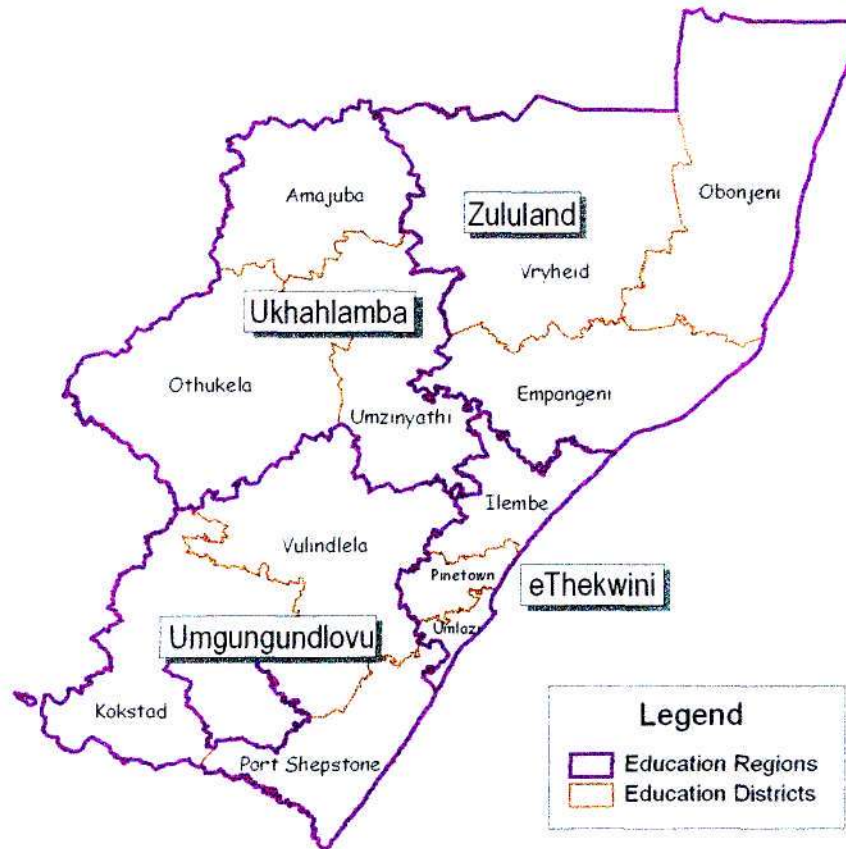 Amajuba
Obonjeni
Zululand
Vryheid
Ukhahlamba
Othukela
Umzinyathi
Empangeni
Ilembe
Vulindlela
Pinetown
eThekwini
Umlazi
Umgungundlovu
Kokstad
Port Shepstone
Legend
Education Regions
Education Districts